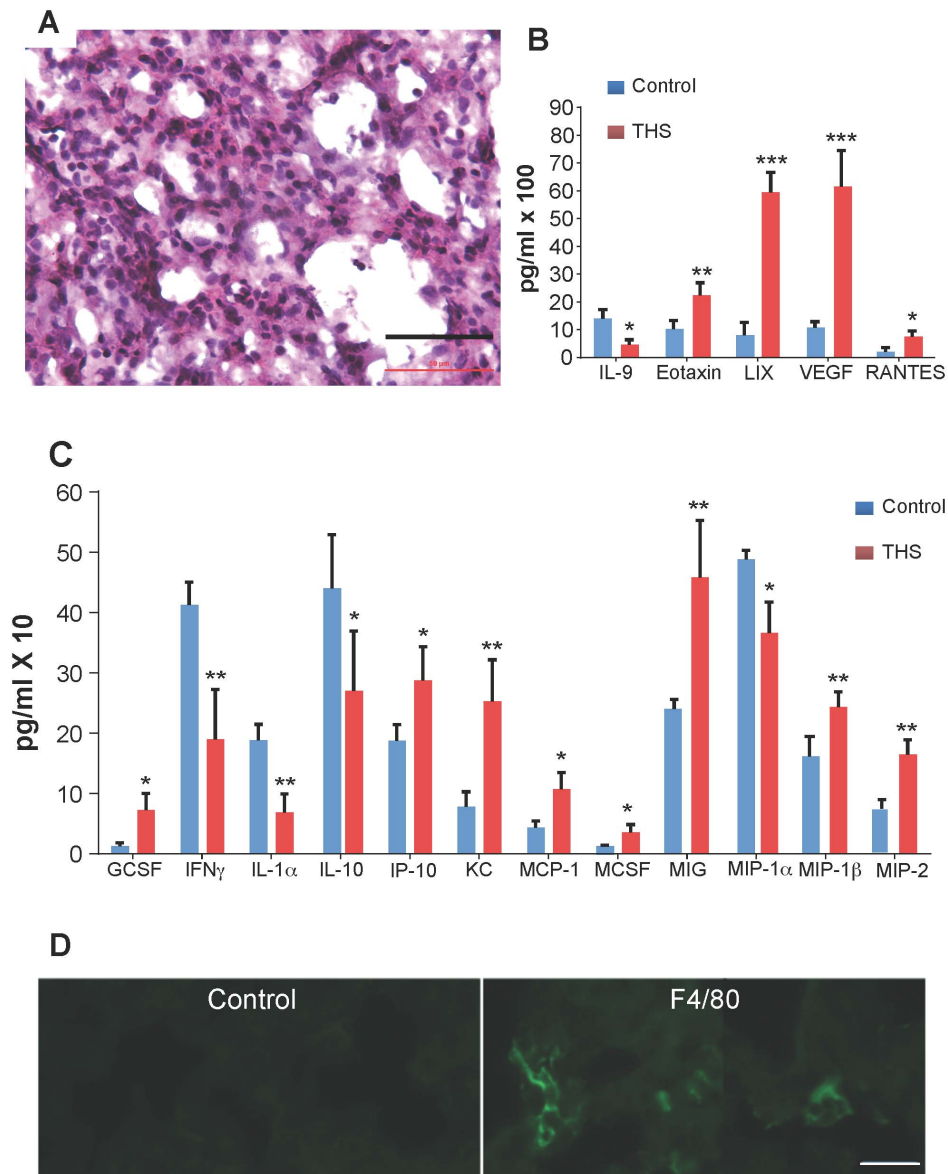 A
50 µm
B
Control
THS
pg/ml x 100
90
80
70
60
50
40
30
20
10
0
* ** *** *** *
IL-9 Eotaxin LIX VEGF RANTES
C
Control
THS
pg/ml X 10
60
50
40
30
20
10
0
* ** ** * * ** * * ** * ** **
GCSF IFNγ IL-1α IL-10 IP-10 KC MCP-1 MCSF MIG MIP-1α MIP-1β MIP-2
D
Control F4/80